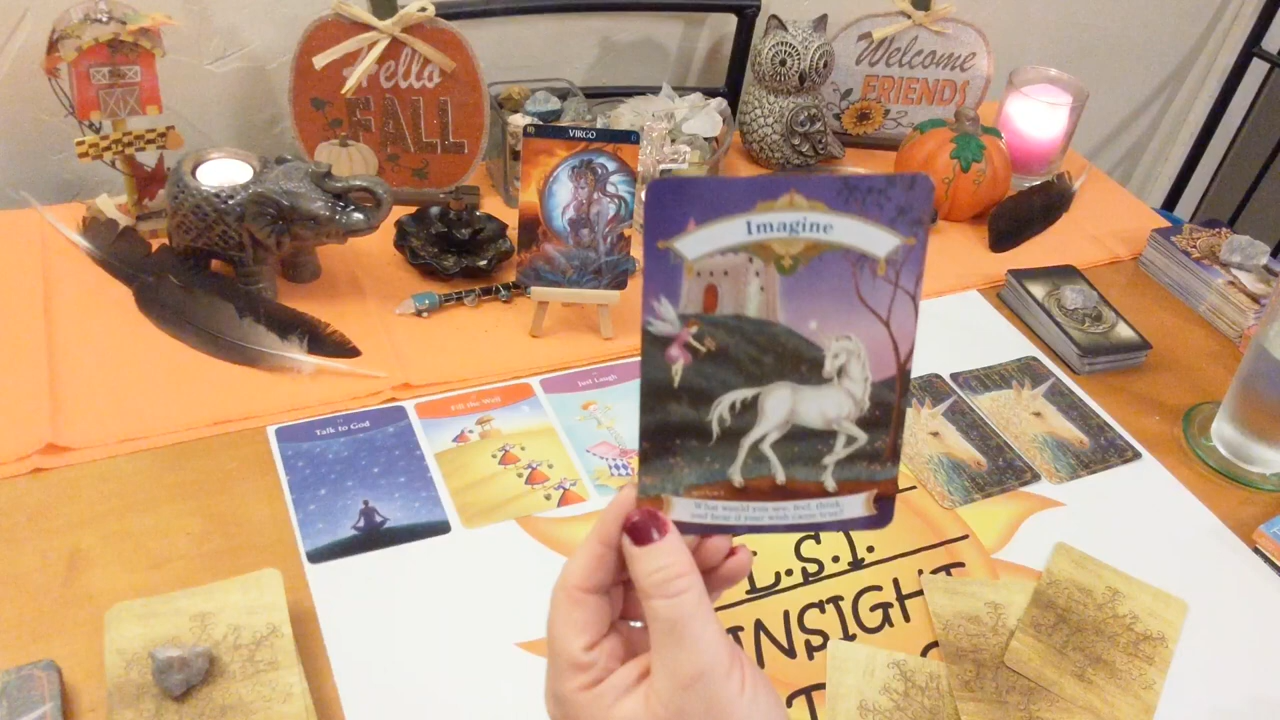 Hello
FALL
Welcome
FRIENDS
VIRGO
Imagine
What would you see, feel, think,
and hear if your wish came true?
Talk to God
Fill the Well
Just Laugh
L.S.I.
INSIGHT